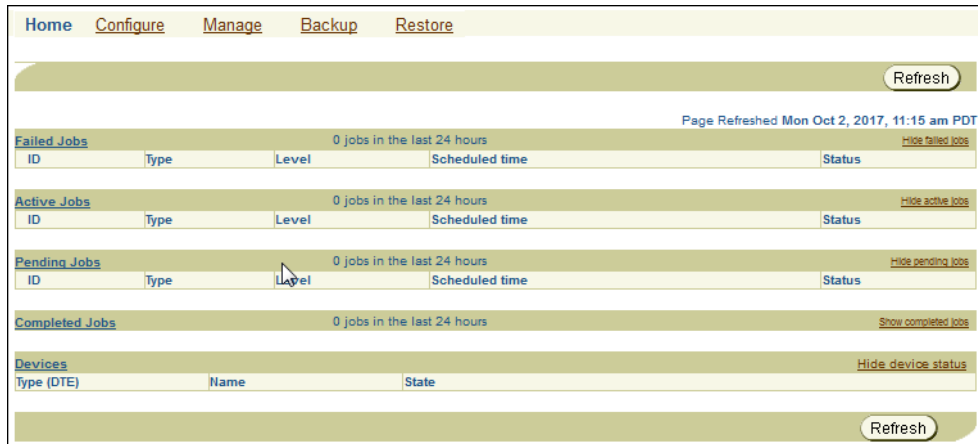 Home Configure Manage Backup Restore
Refresh
Page Refreshed Mon Oct 2, 2017, 11:15 am PDT
Failed Jobs 0 jobs in the last 24 hours Hide failed jobs
ID Type Level Scheduled time Status
Active Jobs 0 jobs in the last 24 hours Hide active jobs
ID Type Level Scheduled time Status
Pending Jobs 0 jobs in the last 24 hours Hide pending jobs
ID Type Level Scheduled time Status
Completed Jobs 0 jobs in the last 24 hours Show completed jobs
Devices Hide device status
Type (DTE) Name State
Refresh